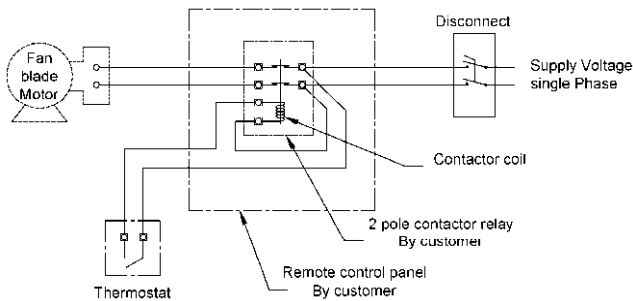 Disconnect
Fan
blade
Motor
Supply Voltage
single Phase
Contactor coil
2 pole contactor relay
By customer
Remote control panel
By customer
Thermostat